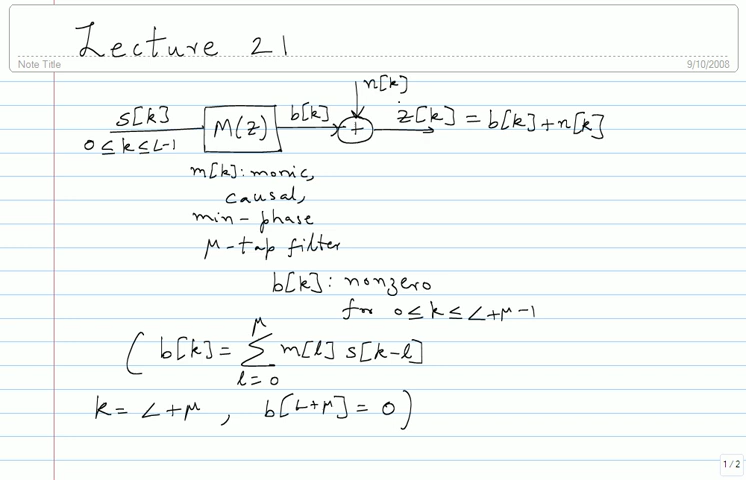 Lecture 21
Note Title
9/10/2008
n[k]
s[k]
0 ≤ k ≤ L-1
M(z)
b[k]
+
z[k] = b[k] + n[k]
m[k]: monic,
causal,
min-phase
μ-tap filter
b[k]: nonzero
for 0 ≤ k ≤ L+μ-1
( b[k] = ∑_{l=0}^{μ} m[l] s[k-l]
k = L+μ, b[L+μ] = 0 )
1/2